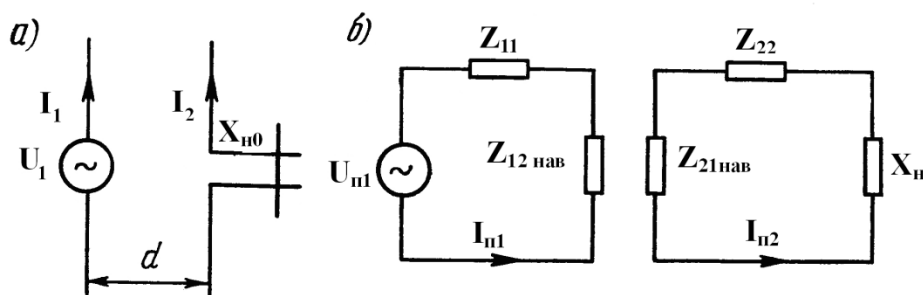 а)
I₁
U₁
I₂
Xн0
d
б)
Z₁₁
Uп1
Z₁₂ нав
Iп1
Z₂₂
Z₂₁нав
Xн
Iп2